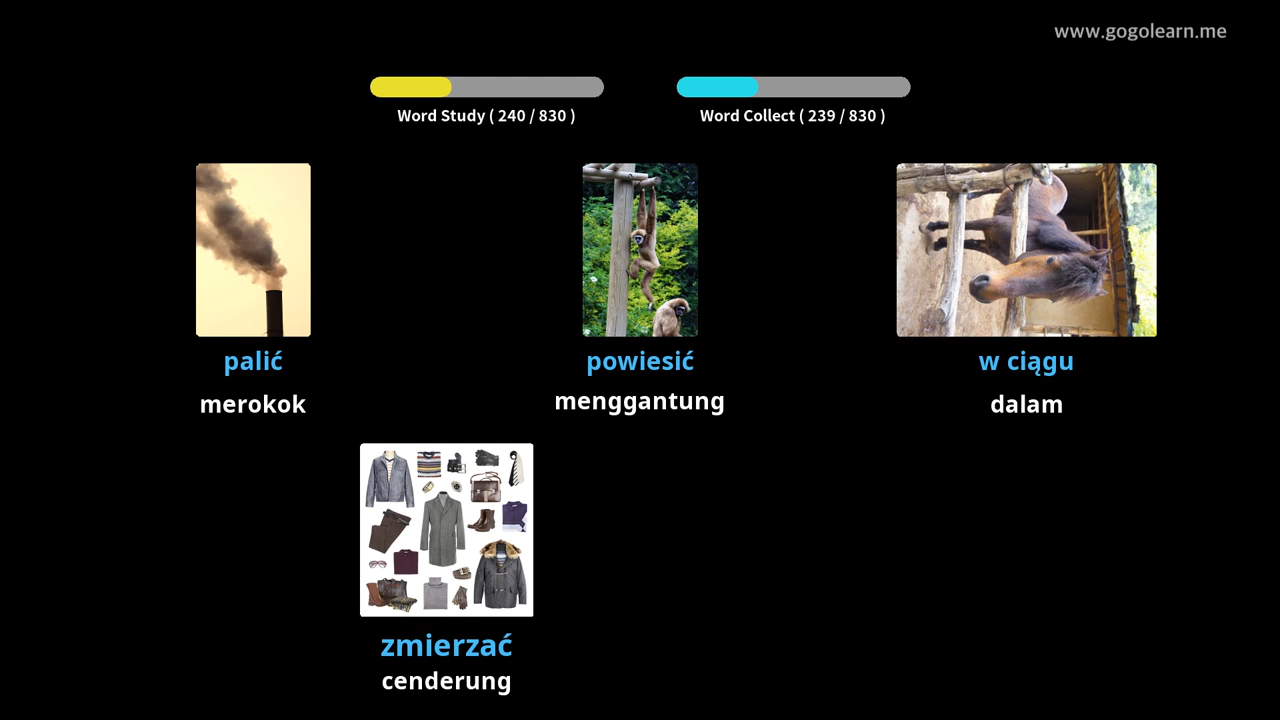 www.gogolearn.me
Word Study ( 240 / 830 )
Word Collect ( 239 / 830 )
palić
powiesić
w ciągu
merokok
menggantung
dalam
zmierzać
cenderung